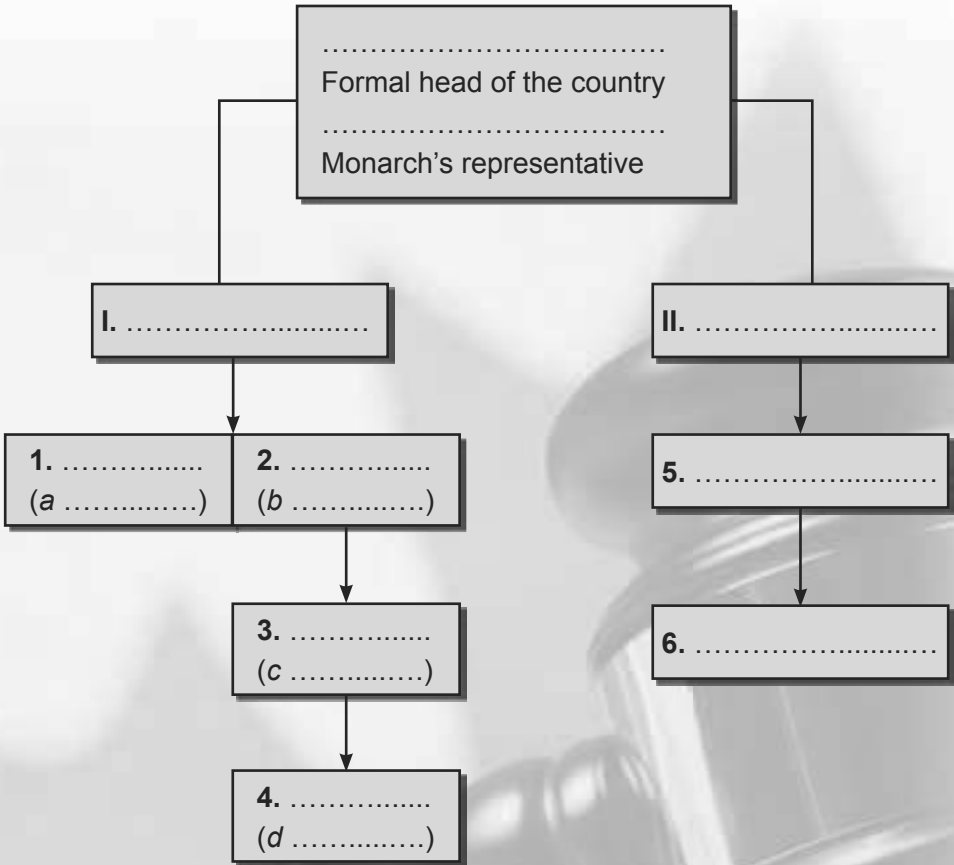 …………………………………
Formal head of the country
…………………………………
Monarch’s representative
I. ……………..........…
II. ……………..........…
1. ……….......
2. ……….......
(a ……......….)
(b ……......….)
5. ……………..........…
3. ……….......
(c ……......….)
6. ……………..........…
4. ……….......
(d ……......….)